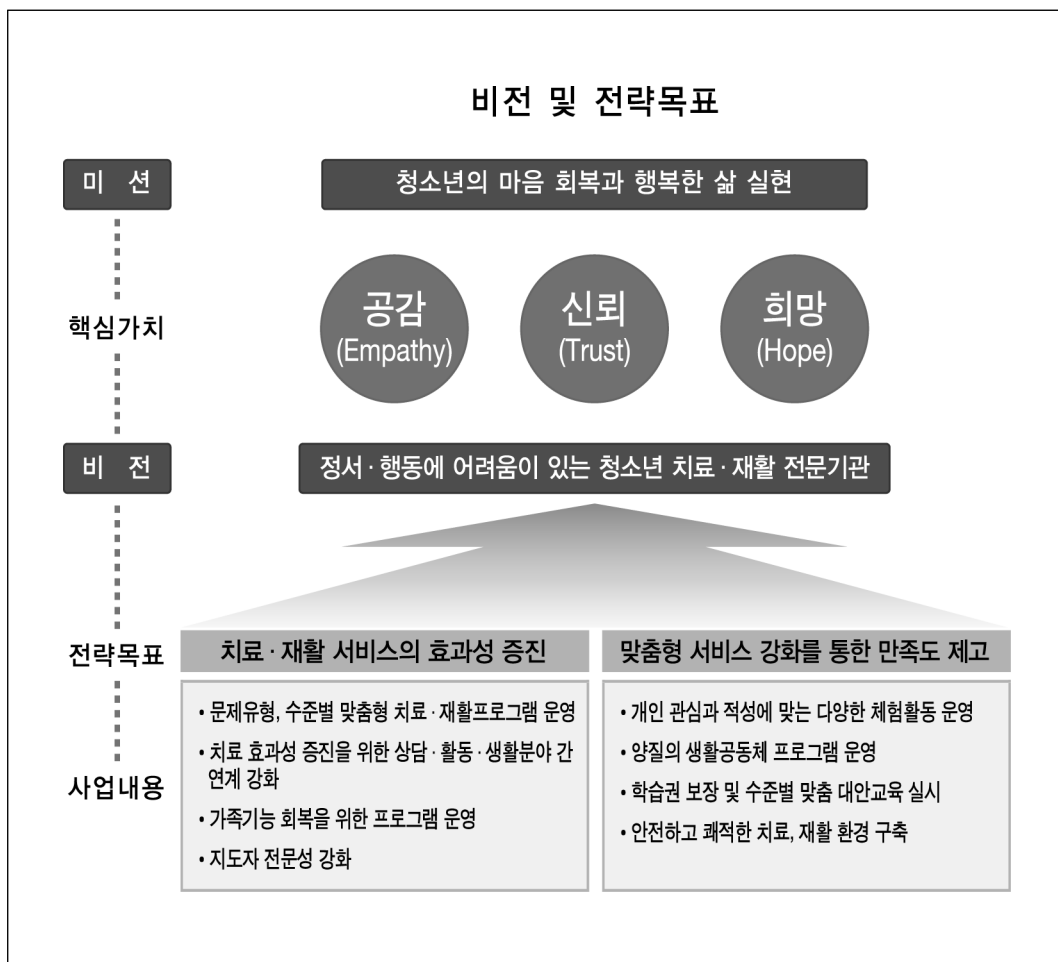 비전 및 전략목표
미 션
청소년의 마음 회복과 행복한 삶 실현
핵심가치
공감
(Empathy)
신뢰
(Trust)
희망
(Hope)
비 전
정서·행동에 어려움이 있는 청소년 치료·재활 전문기관
전략목표
치료·재활 서비스의 효과성 증진
맞춤형 서비스 강화를 통한 만족도 제고
사업내용
• 문제유형, 수준별 맞춤형 치료·재활프로그램 운영
• 치료 효과성 증진을 위한 상담·활동·생활분야 간
연계 강화
• 가족기능 회복을 위한 프로그램 운영
• 지도자 전문성 강화
• 개인 관심과 적성에 맞는 다양한 체험활동 운영
• 양질의 생활공동체 프로그램 운영
• 학습권 보장 및 수준별 맞춤 대안교육 실시
• 안전하고 쾌적한 치료, 재활 환경 구축